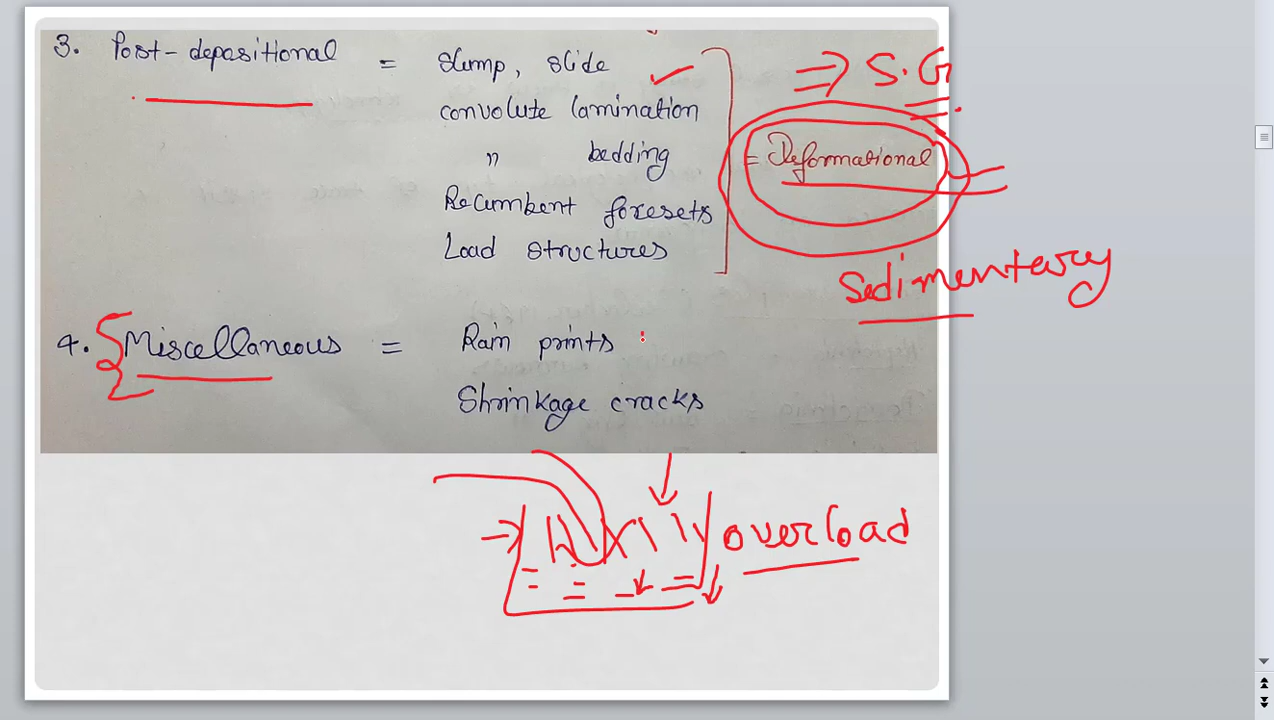 3. Post-depositional = slump, slide
convolute lamination
" bedding
Recumbent foresets
Load structures
= Deformational
⇒ S.G.
Sedimentary
4. Miscellaneous = Rain prints
Shrinkage cracks
overload